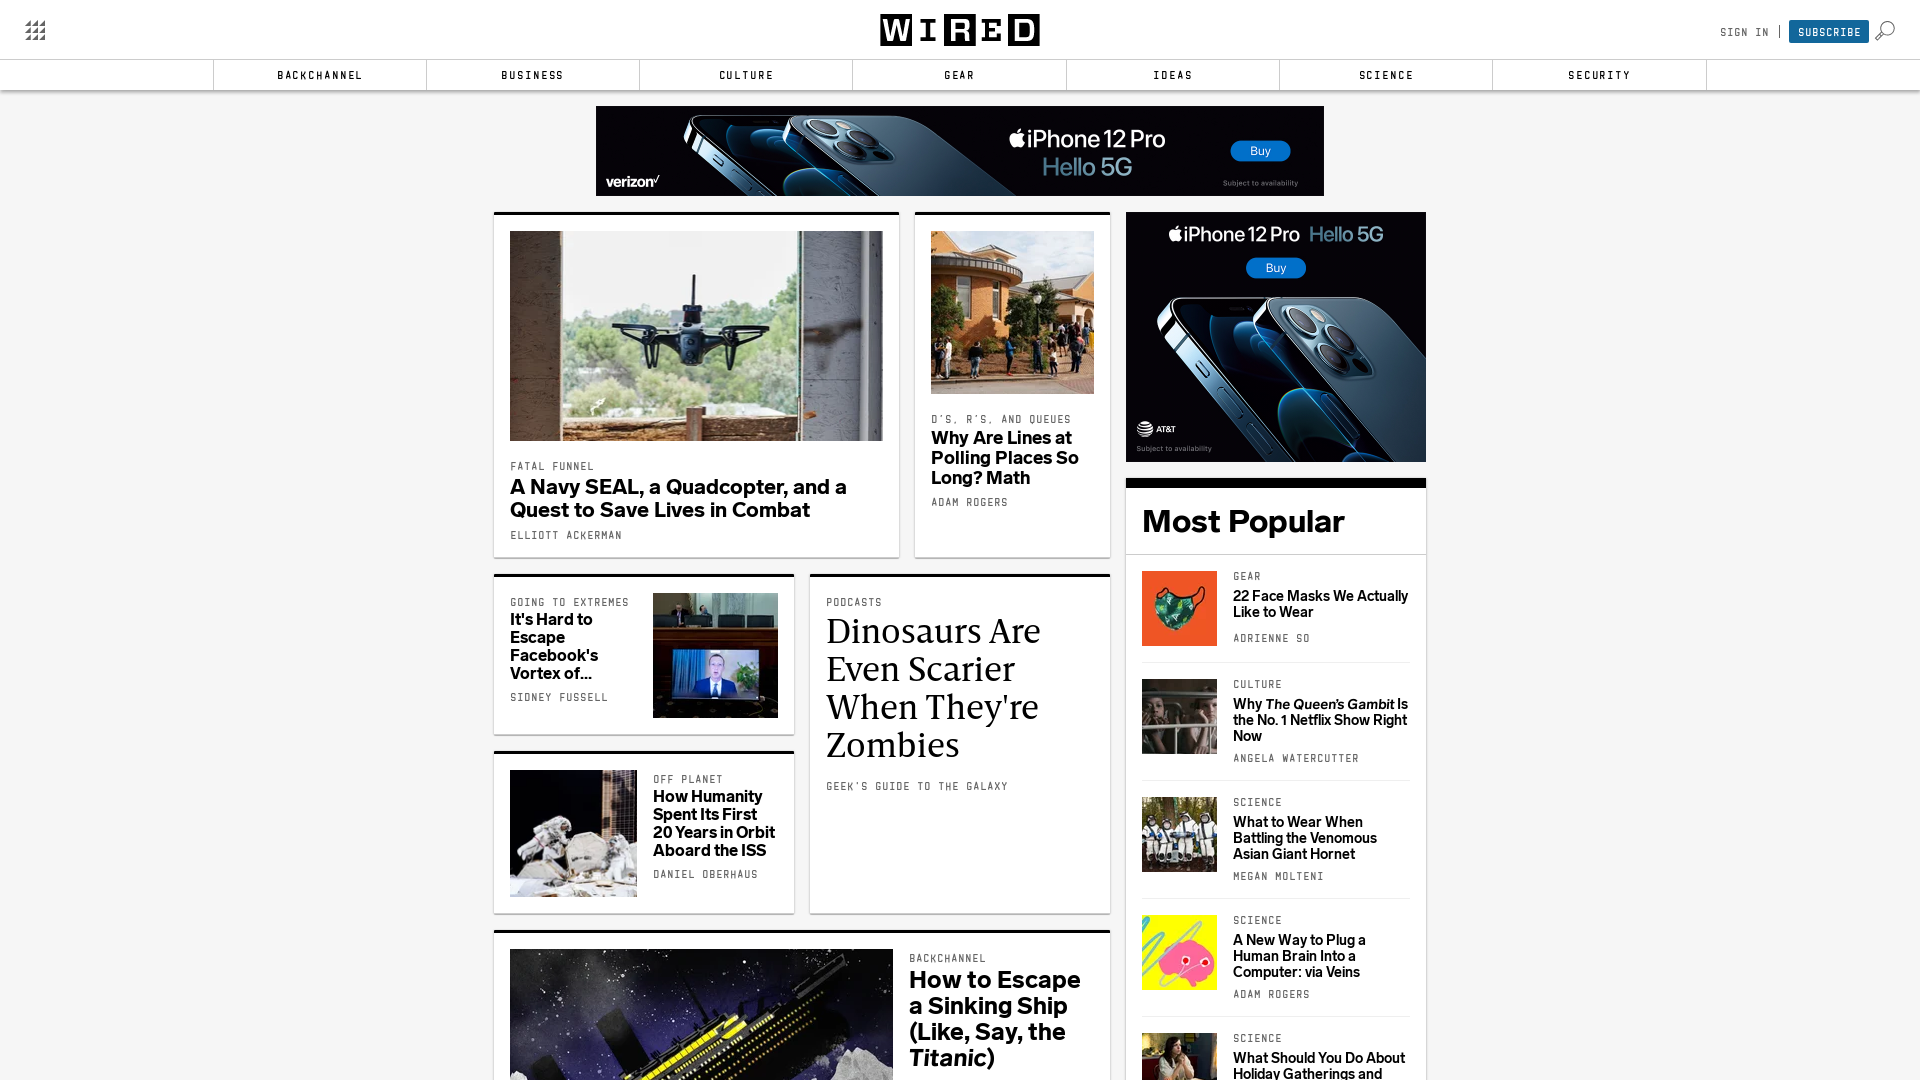 WIRED
SIGN IN
SUBSCRIBE
BACKCHANNEL
BUSINESS
CULTURE
GEAR
IDEAS
SCIENCE
SECURITY
iPhone 12 Pro
Hello 5G
Buy
verizon✓
Subject to availability
FATAL FUNNEL
A Navy SEAL, a Quadcopter, and a
Quest to Save Lives in Combat
ELLIOTT ACKERMAN
D'S, R'S, AND QUEUES
Why Are Lines at
Polling Places So
Long? Math
ADAM ROGERS
iPhone 12 Pro Hello 5G
Buy
AT&T
Subject to availability
GOING TO EXTREMES
It's Hard to
Escape
Facebook's
Vortex of...
SIDNEY FUSSELL
PODCASTS
Dinosaurs Are
Even Scarier
When They're
Zombies
GEEK'S GUIDE TO THE GALAXY
OFF PLANET
How Humanity
Spent Its First
20 Years in Orbit
Aboard the ISS
DANIEL OBERHAUS
BACKCHANNEL
How to Escape
a Sinking Ship
(Like, Say, the
Titanic)
Most Popular
GEAR
22 Face Masks We Actually
Like to Wear
ADRIENNE SO
CULTURE
Why The Queen's Gambit Is
the No. 1 Netflix Show Right
Now
ANGELA WATERCUTTER
SCIENCE
What to Wear When
Battling the Venomous
Asian Giant Hornet
MEGAN MOLTENI
SCIENCE
A New Way to Plug a
Human Brain Into a
Computer: via Veins
ADAM ROGERS
SCIENCE
What Should You Do About
Holiday Gatherings and